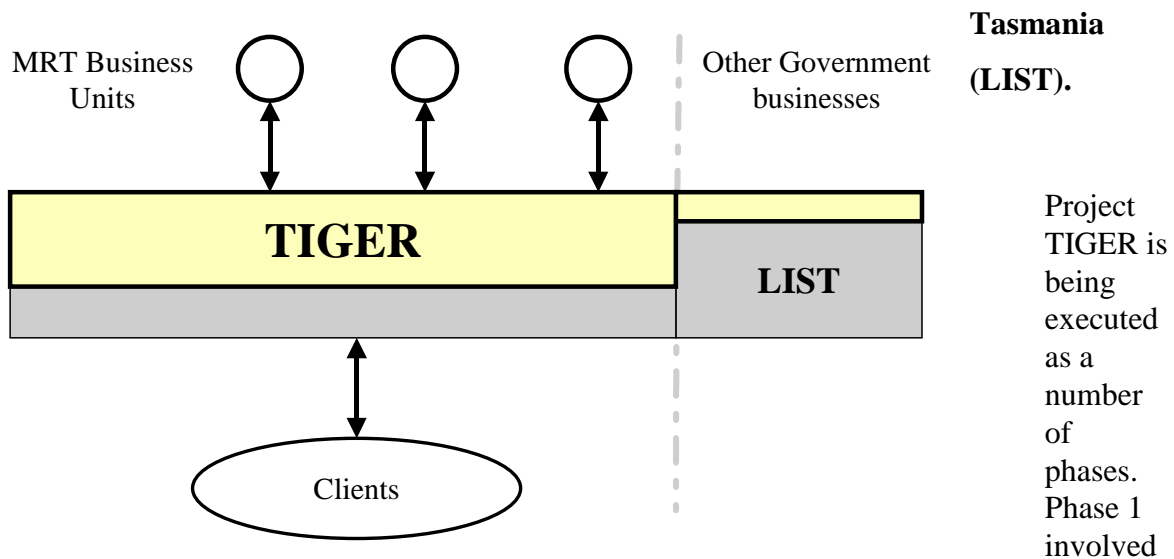 MRT Business
Units
Other Government
businesses
TIGER
LIST
Clients
Tasmania
(LIST).
Project
TIGER is
being
executed
as a
number
of
phases.
Phase 1
involved